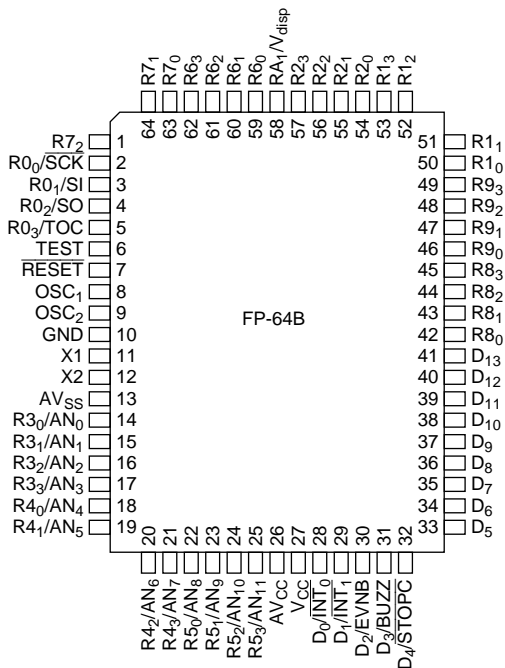 R7₁ R7₀ R6₃ R6₂ R6₁ R6₀ RA₁/V_disp R2₃ R2₂ R2₁ R2₀ R1₃ R1₂
64 63 62 61 60 59 58 57 56 55 54 53 52
R7₂ 1
R0₀/S̅C̅K̅ 2
R0₁/SI 3
R0₂/SO 4
R0₃/TOC 5
T̅E̅S̅T̅ 6
R̅E̅S̅E̅T̅ 7
OSC₁ 8
OSC₂ 9
GND 10
X1 11
X2 12
AV_SS 13
R3₀/AN₀ 14
R3₁/AN₁ 15
R3₂/AN₂ 16
R3₃/AN₃ 17
R4₀/AN₄ 18
R4₁/AN₅ 19
FP-64B
51 R1₁
50 R1₀
49 R9₃
48 R9₂
47 R9₁
46 R9₀
45 R8₃
44 R8₂
43 R8₁
42 R8₀
41 D₁₃
40 D₁₂
39 D₁₁
38 D₁₀
37 D₉
36 D₈
35 D₇
34 D₆
33 D₅
20 21 22 23 24 25 26 27 28 29 30 31 32
R4₂/AN₆ R4₃/AN₇ R5₀/AN₈ R5₁/AN₉ R5₂/AN₁₀ R5₃/AN₁₁ AV_CC V_CC D₀/I̅N̅T̅₀ D₁/I̅N̅T̅₁ D₂/EVNB D₃/BUZZ D₄/S̅T̅O̅P̅C̅